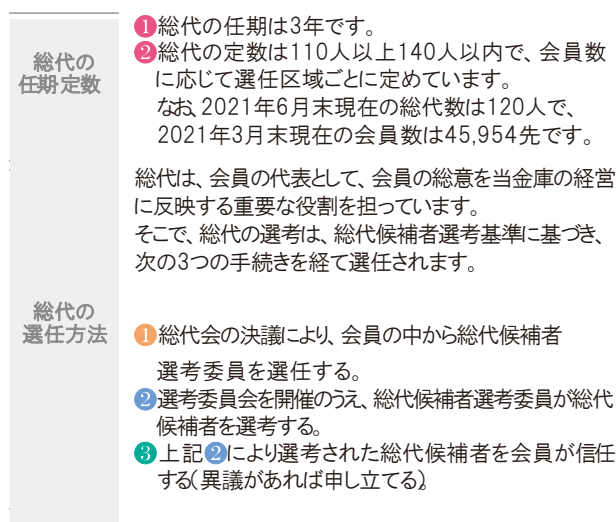 総代の
任期・定数
❶総代の任期は3年です。
❷総代の定数は110人以上140人以内で、会員数
に応じて選任区域ごとに定めています。
なお、2021年6月末現在の総代数は120人で、
2021年3月末現在の会員数は45,954先です。
総代の
選任方法
総代は、会員の代表として、会員の総意を当金庫の経営
に反映する重要な役割を担っています。
そこで、総代の選考は、総代候補者選考基準に基づき、
次の3つの手続きを経て選任されます。
❶総代会の決議により、会員の中から総代候補者
選考委員を選任する。
❷選考委員会を開催のうえ、総代候補者選考委員が総代
候補者を選考する。
❸上記❷により選考された総代候補者を会員が信任
する(異議があれば申し立てる)。